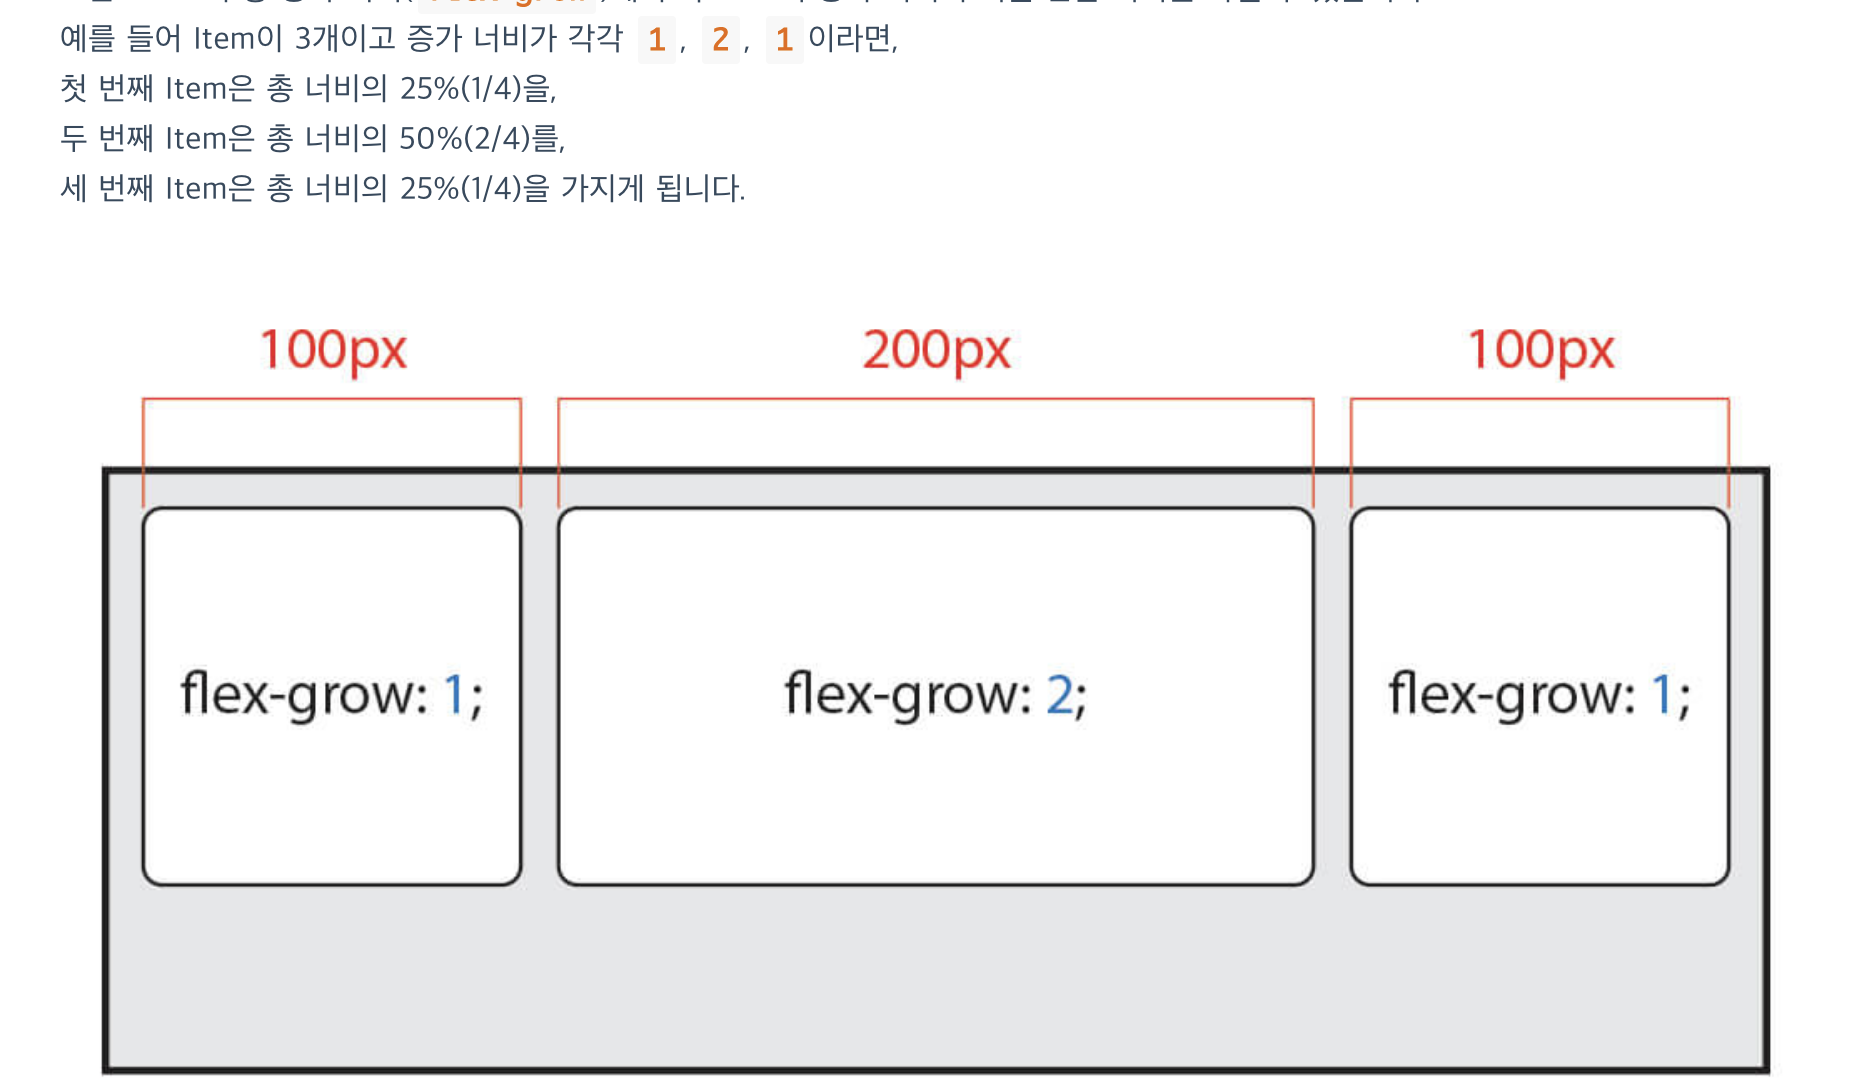 예를 들어 Item이 3개이고 증가 너비가 각각 1, 2, 1이라면,
첫 번째 Item은 총 너비의 25%(1/4)을,
두 번째 Item은 총 너비의 50%(2/4)를,
세 번째 Item은 총 너비의 25%(1/4)을 가지게 됩니다.
100px 200px 100px
flex-grow: 1; flex-grow: 2; flex-grow: 1;